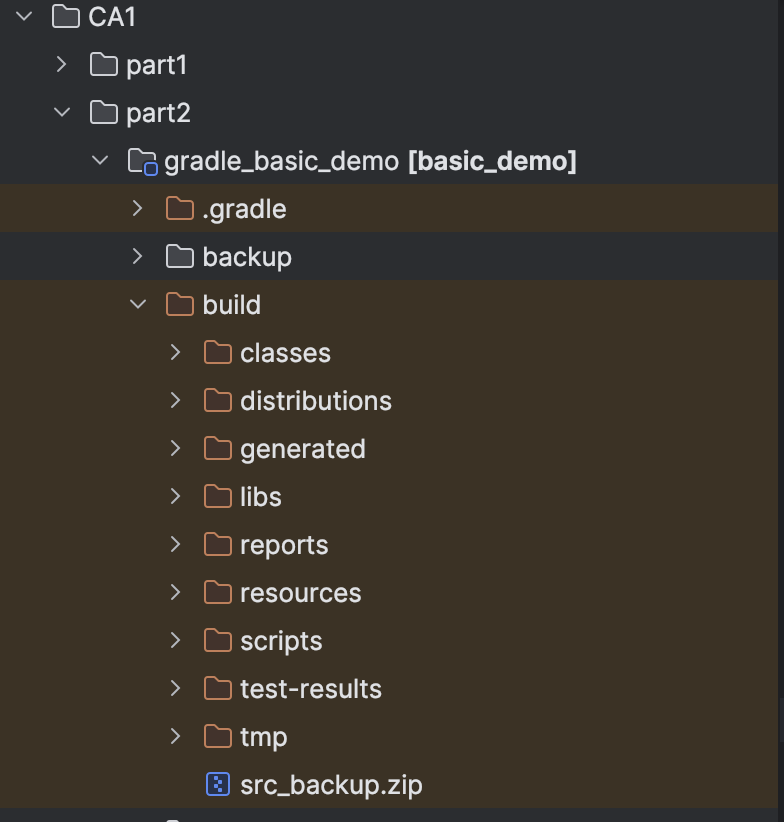 CA1
part1
part2
gradle_basic_demo [basic_demo]
.gradle
backup
build
classes
distributions
generated
libs
reports
resources
scripts
test-results
tmp
src_backup.zip